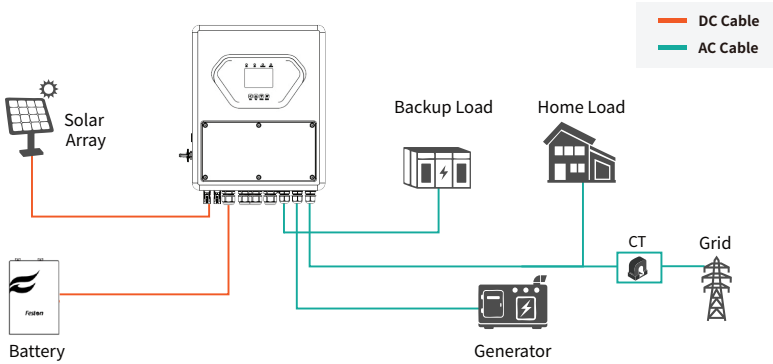 DC Cable
AC Cable
Backup Load
Home Load
Solar
Array
CT
Grid
Battery
Generator